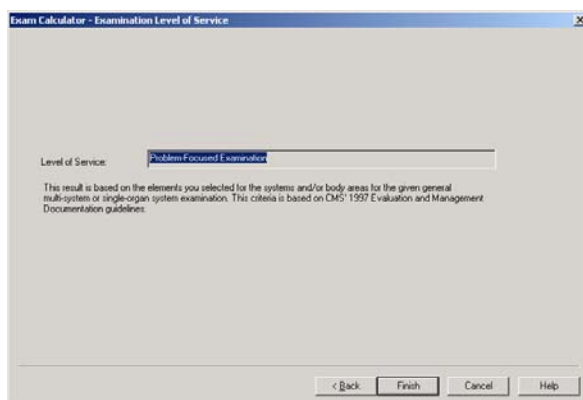 Exam Calculator - Examination Level of Service
Level of Service: Problem-Focused Examination
This result is based on the elements you selected for the systems and/or body areas for the given general
multi-system or single-organ system examination. This criteria is based on CMS' 1997 Evaluation and Management
Documentation guidelines.
< Back Finish Cancel Help